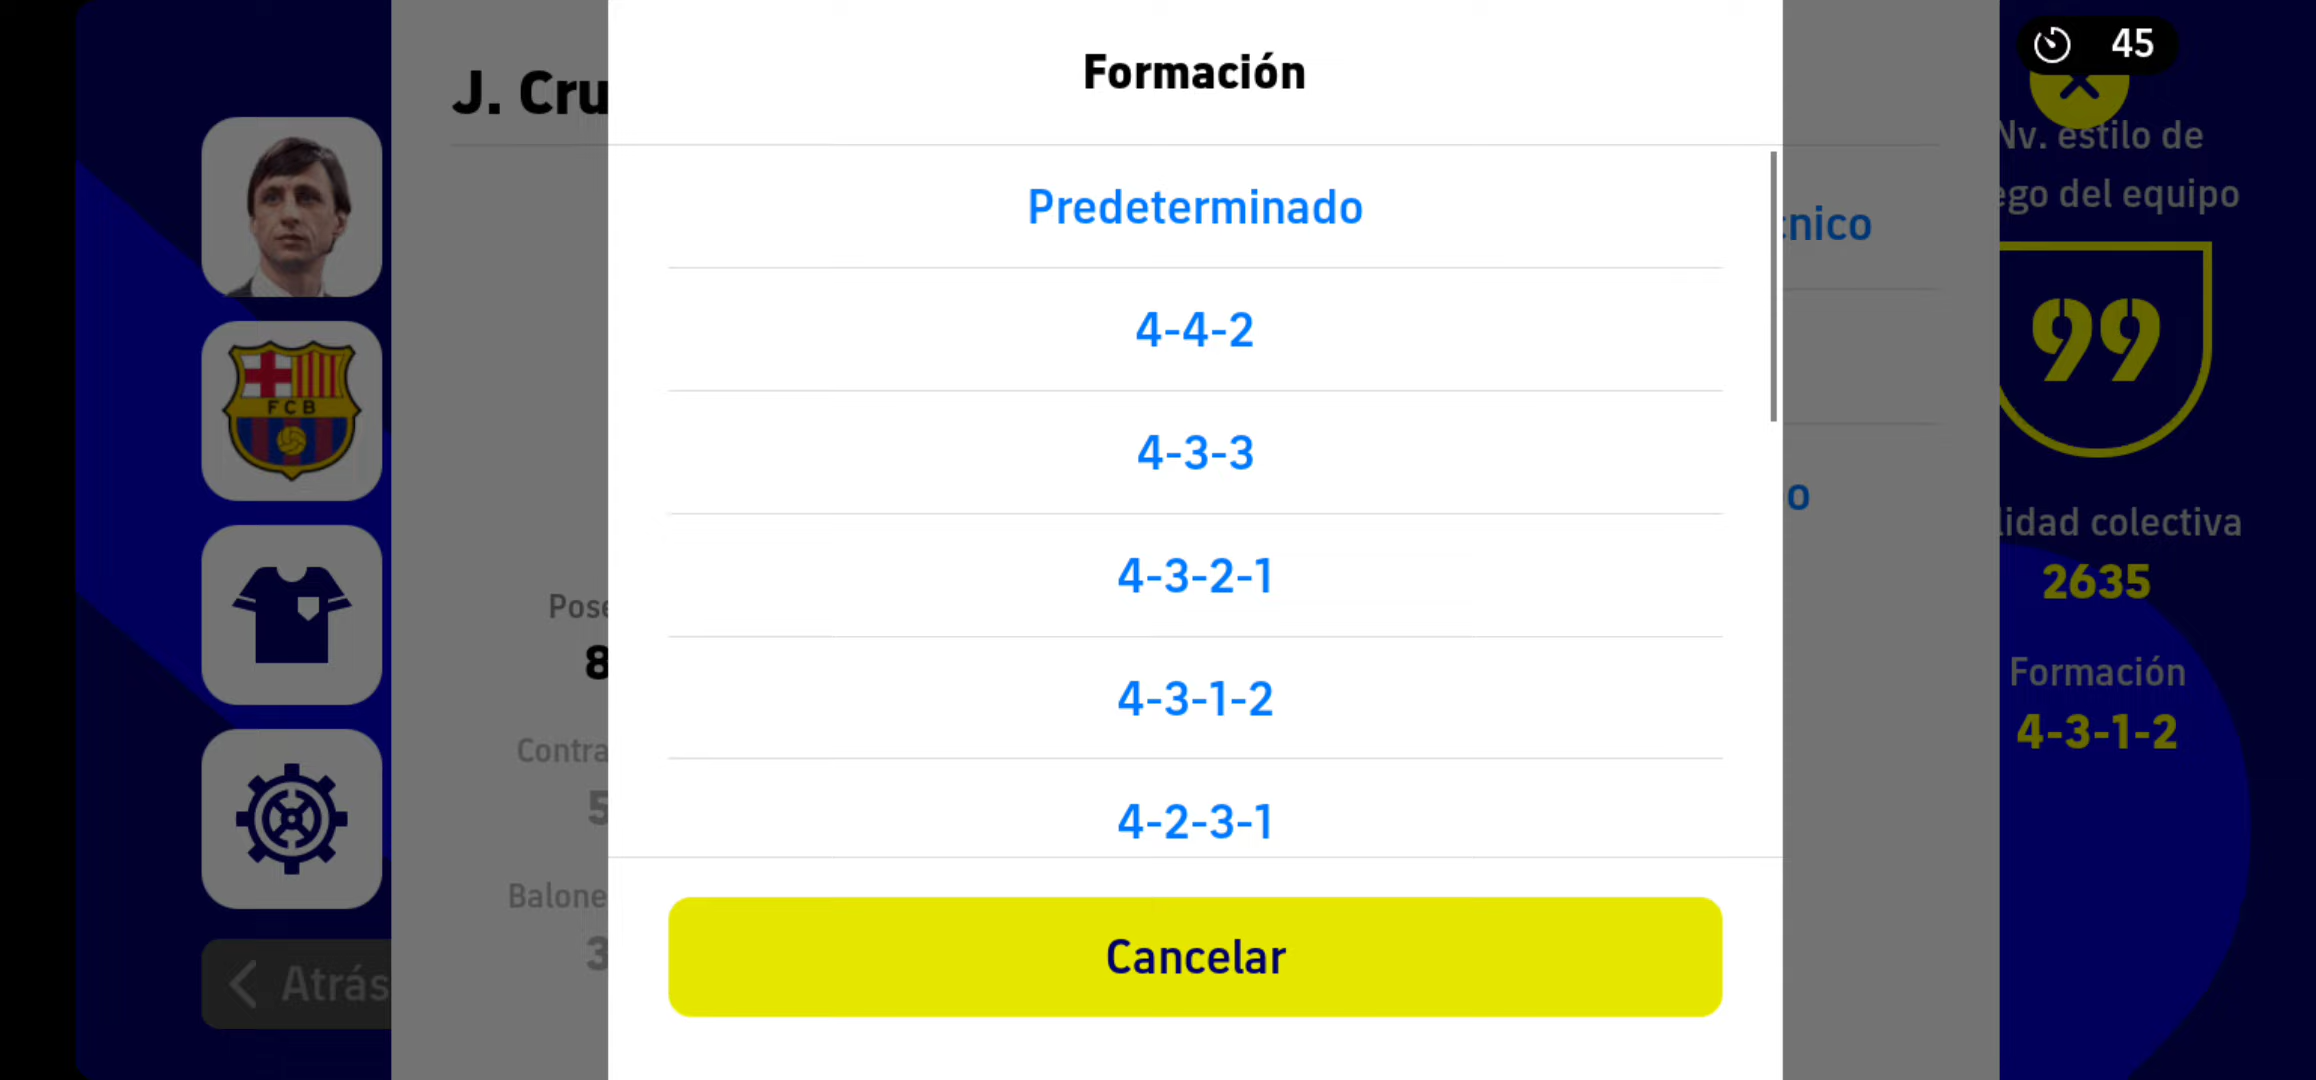 Formación
45
J. Cru
Nv. estilo de
ego del equipo
Predeterminado
cnico
4-4-2
99
FCB
4-3-3
o
lidad colectiva
4-3-2-1
2635
Pose
8
Formación
4-3-1-2
4-3-1-2
Contra
5
4-2-3-1
Balone
3
Cancelar
Atrás